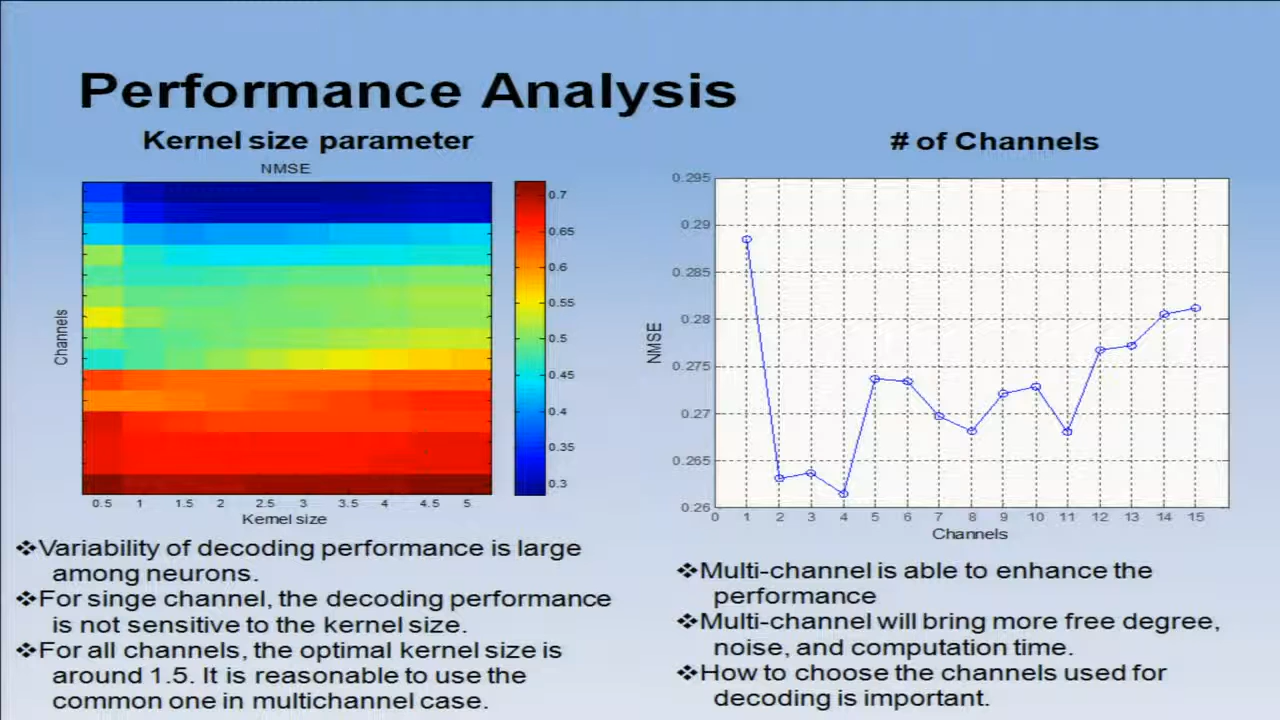 Performance Analysis
Kernel size parameter
NMSE
Channels
0.5 1 1.5 2 2.5 3 3.5 4 4.5 5
Kernel size
0.7
0.65
0.6
0.55
0.5
0.45
0.4
0.35
0.3
❖Variability of decoding performance is large
among neurons.
❖For singe channel, the decoding performance
is not sensitive to the kernel size.
❖For all channels, the optimal kernel size is
around 1.5. It is reasonable to use the
common one in multichannel case.
# of Channels
NMSE
0.295
0.29
0.285
0.28
0.275
0.27
0.265
0.26
0 1 2 3 4 5 6 7 8 9 10 11 12 13 14 15
Channels
❖Multi-channel is able to enhance the
performance
❖Multi-channel will bring more free degree,
noise, and computation time.
❖How to choose the channels used for
decoding is important.